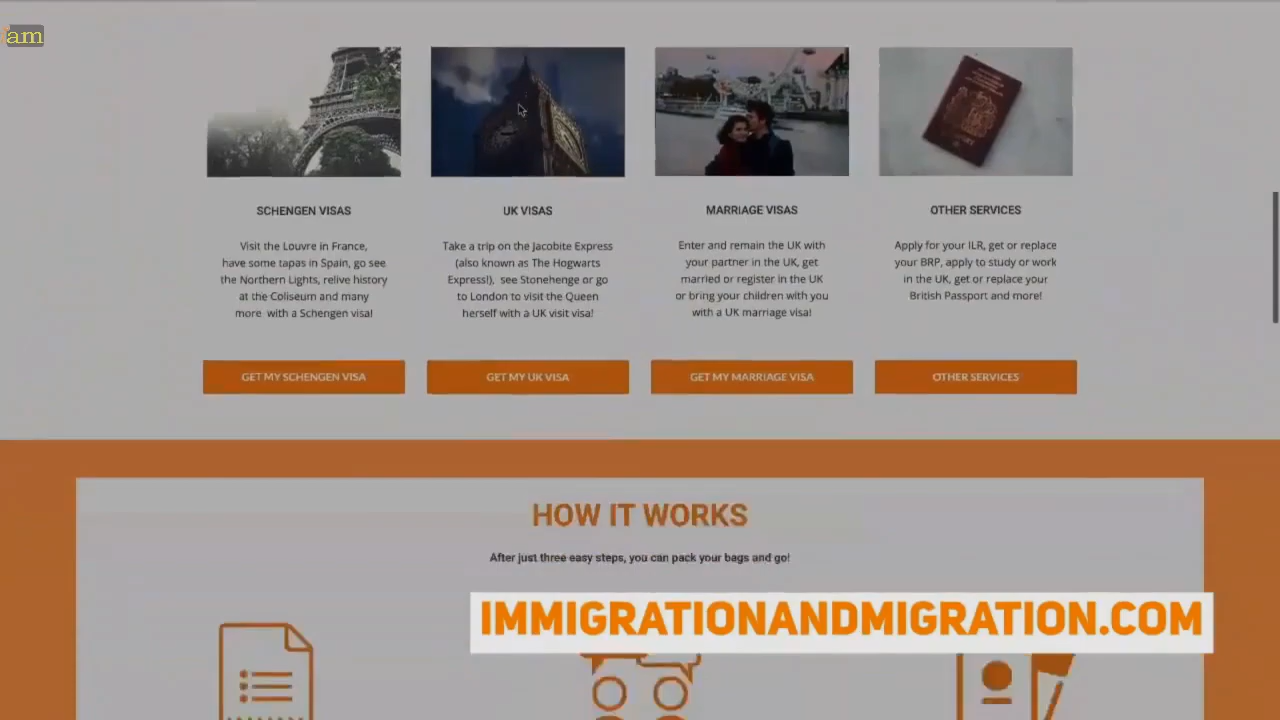 am
SCHENGEN VISAS
Visit the Louvre in France,
have some tapas in Spain, go see
the Northern Lights, relive history
at the Coliseum and many
more with a Schengen visa!
GET MY SCHENGEN VISA
UK VISAS
Take a trip on the Jacobite Express
(also known as The Hogwarts
Express!), see Stonehenge or go
to London to visit the Queen
herself with a UK visit visa!
GET MY UK VISA
MARRIAGE VISAS
Enter and remain the UK with
your partner in the UK, get
married or register in the UK
or bring your children with you
with a UK marriage visa!
GET MY MARRIAGE VISA
OTHER SERVICES
Apply for your ILR, get or replace
your BRP, apply to study or work
in the UK, get or replace your
British Passport and more!
OTHER SERVICES
HOW IT WORKS
After just three easy steps, you can pack your bags and go!
IMMIGRATIONANDMIGRATION.COM